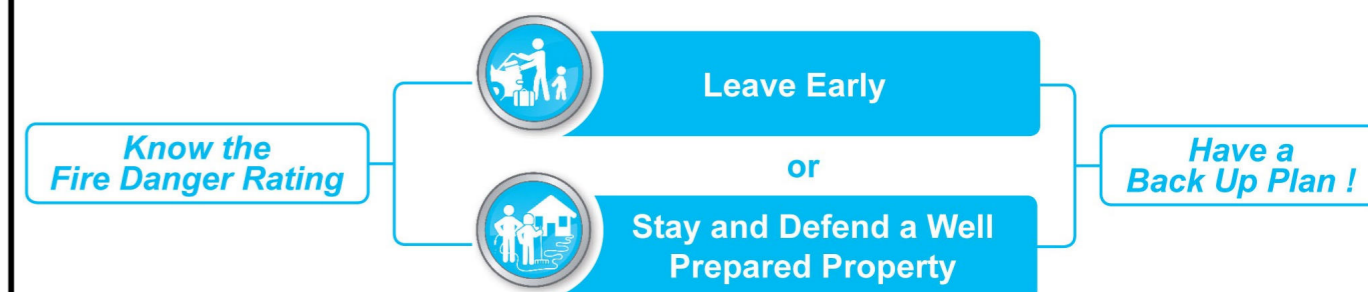 Know the
Fire Danger Rating
Leave Early
or
Stay and Defend a Well
Prepared Property
Have a
Back Up Plan !